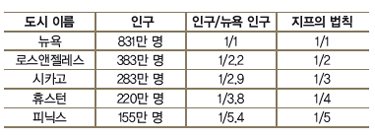 도시 이름 인구 인구/뉴욕 인구 지프의 법칙
뉴욕 831만 명 1/1 1/1
로스앤젤레스 383만 명 1/2.2 1/2
시카고 283만 명 1/2.9 1/3
휴스턴 220만 명 1/3.8 1/4
피닉스 155만 명 1/5.4 1/5